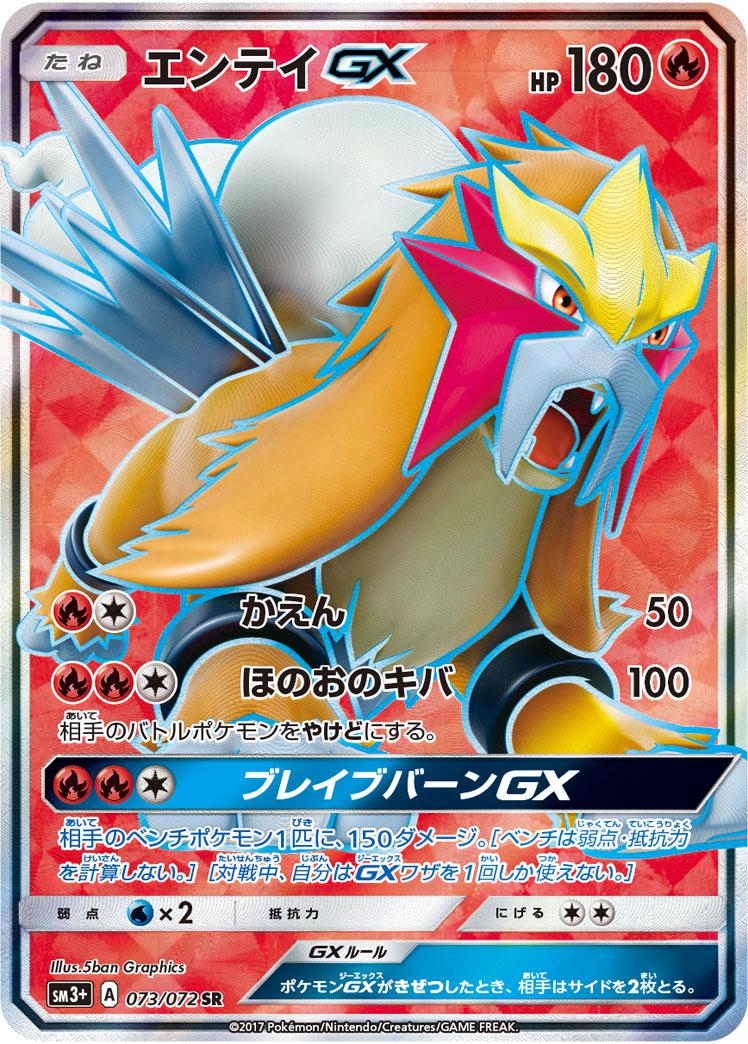 たね エンテイGX HP 180
かえん 50
ほのおのキバ 100
相手のバトルポケモンをやけどにする。
ブレイブバーンGX
相手のベンチポケモン1匹に、150ダメージ。[ベンチは弱点・抵抗力
を計算しない。] [対戦中、自分はGXワザを1回しか使えない。]
弱点 ×2 抵抗力 にげる
Illus.5ban Graphics
GXルール
ポケモンGXがきぜつしたとき、相手はサイドを2枚とる。
SM3+ A 073/072 SR
©2017 Pokémon/Nintendo/Creatures/GAME FREAK.